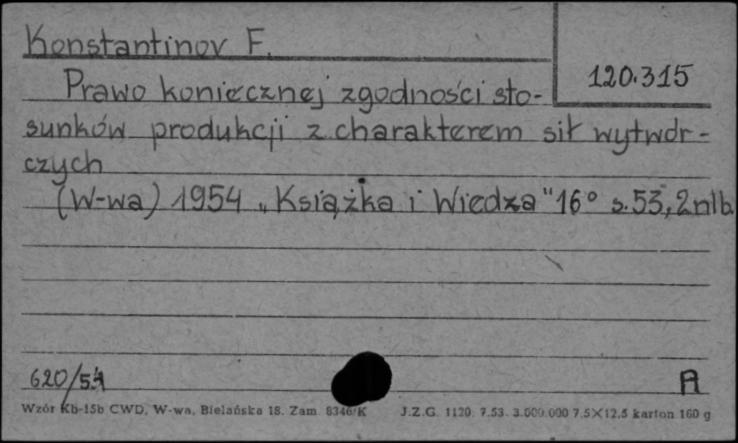 Konstantinov F.
120.315
Prawo koniecznej zgodności sto-
sunków produkcji z charakterem sił wytwór-
czych
(W-wa) 1954 „Książka i Wiedza" 16° s.53, 2nlb
620/54
A
Wzór Kb-15b CWD, W-wa, Bielańska 18. Zam. 8346/K J.Z.G. 1120. 7.53. 3.000.000 7.5×12.5 karton 160 g